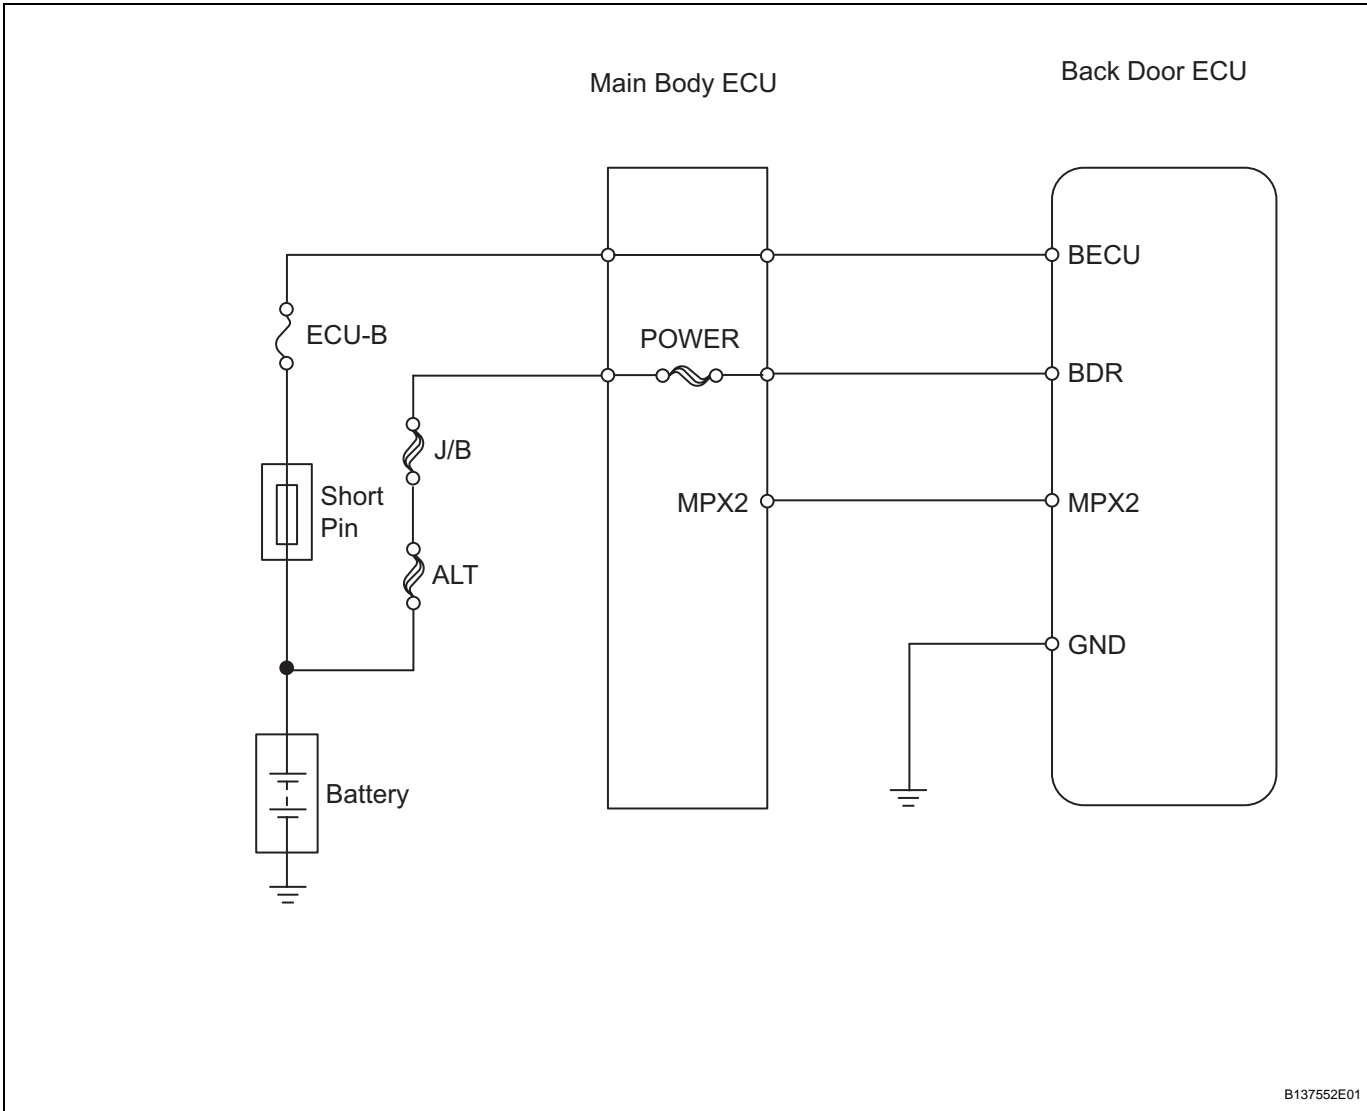 Main Body ECU
Back Door ECU
BECU
ECU-B
POWER
BDR
J/B
Short
Pin
MPX2
MPX2
ALT
GND
Battery
B137552E01